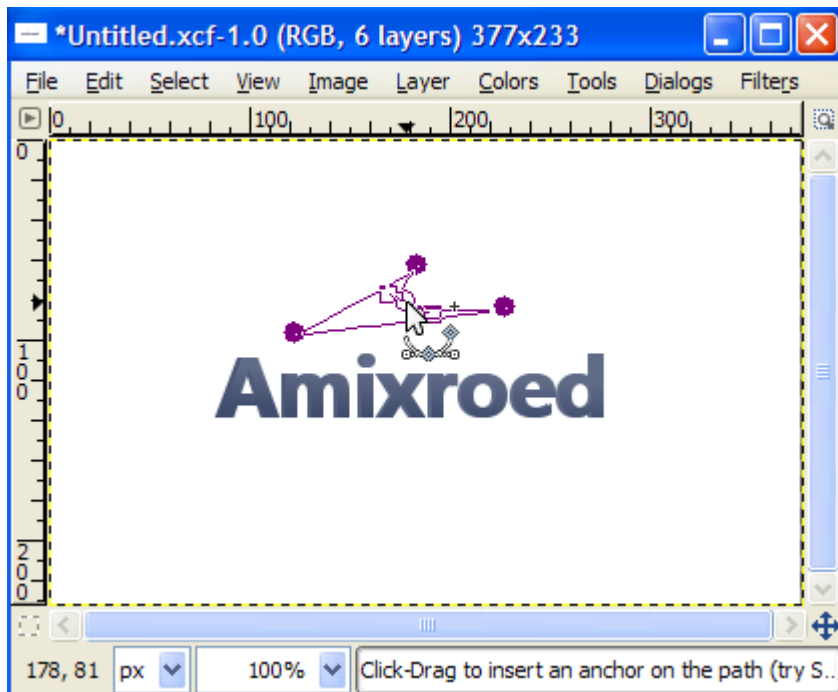 *Untitled.xcf-1.0 (RGB, 6 layers) 377x233
File Edit Select View Image Layer Colors Tools Dialogs Filters
0 100 200 300
0
100
200
Amixroed
178, 81 px 100% Click-Drag to insert an anchor on the path (try S..